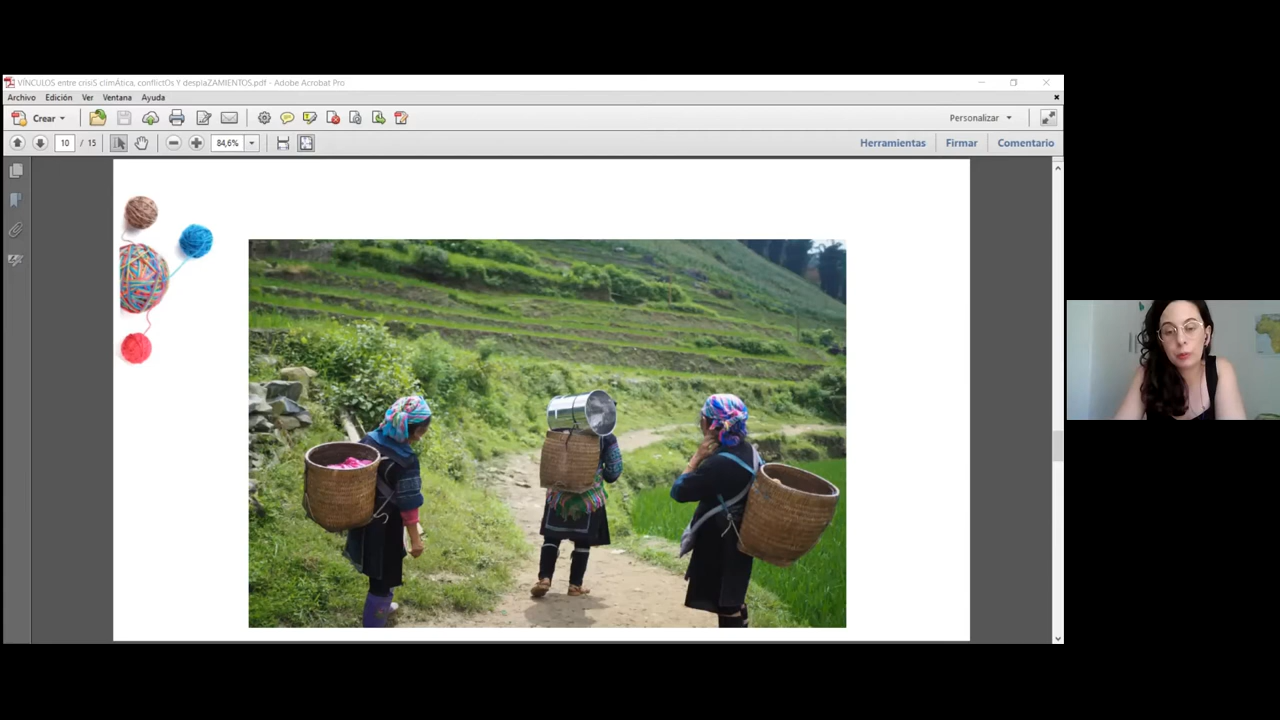 VÍNCULOS entre crisiS climÁtica, conflictOs Y desplaZAMIENTOS.pdf - Adobe Acrobat Pro
Archivo Edición Ver Ventana Ayuda
Crear Personalizar
10 / 15 84,6% Herramientas Firmar Comentario